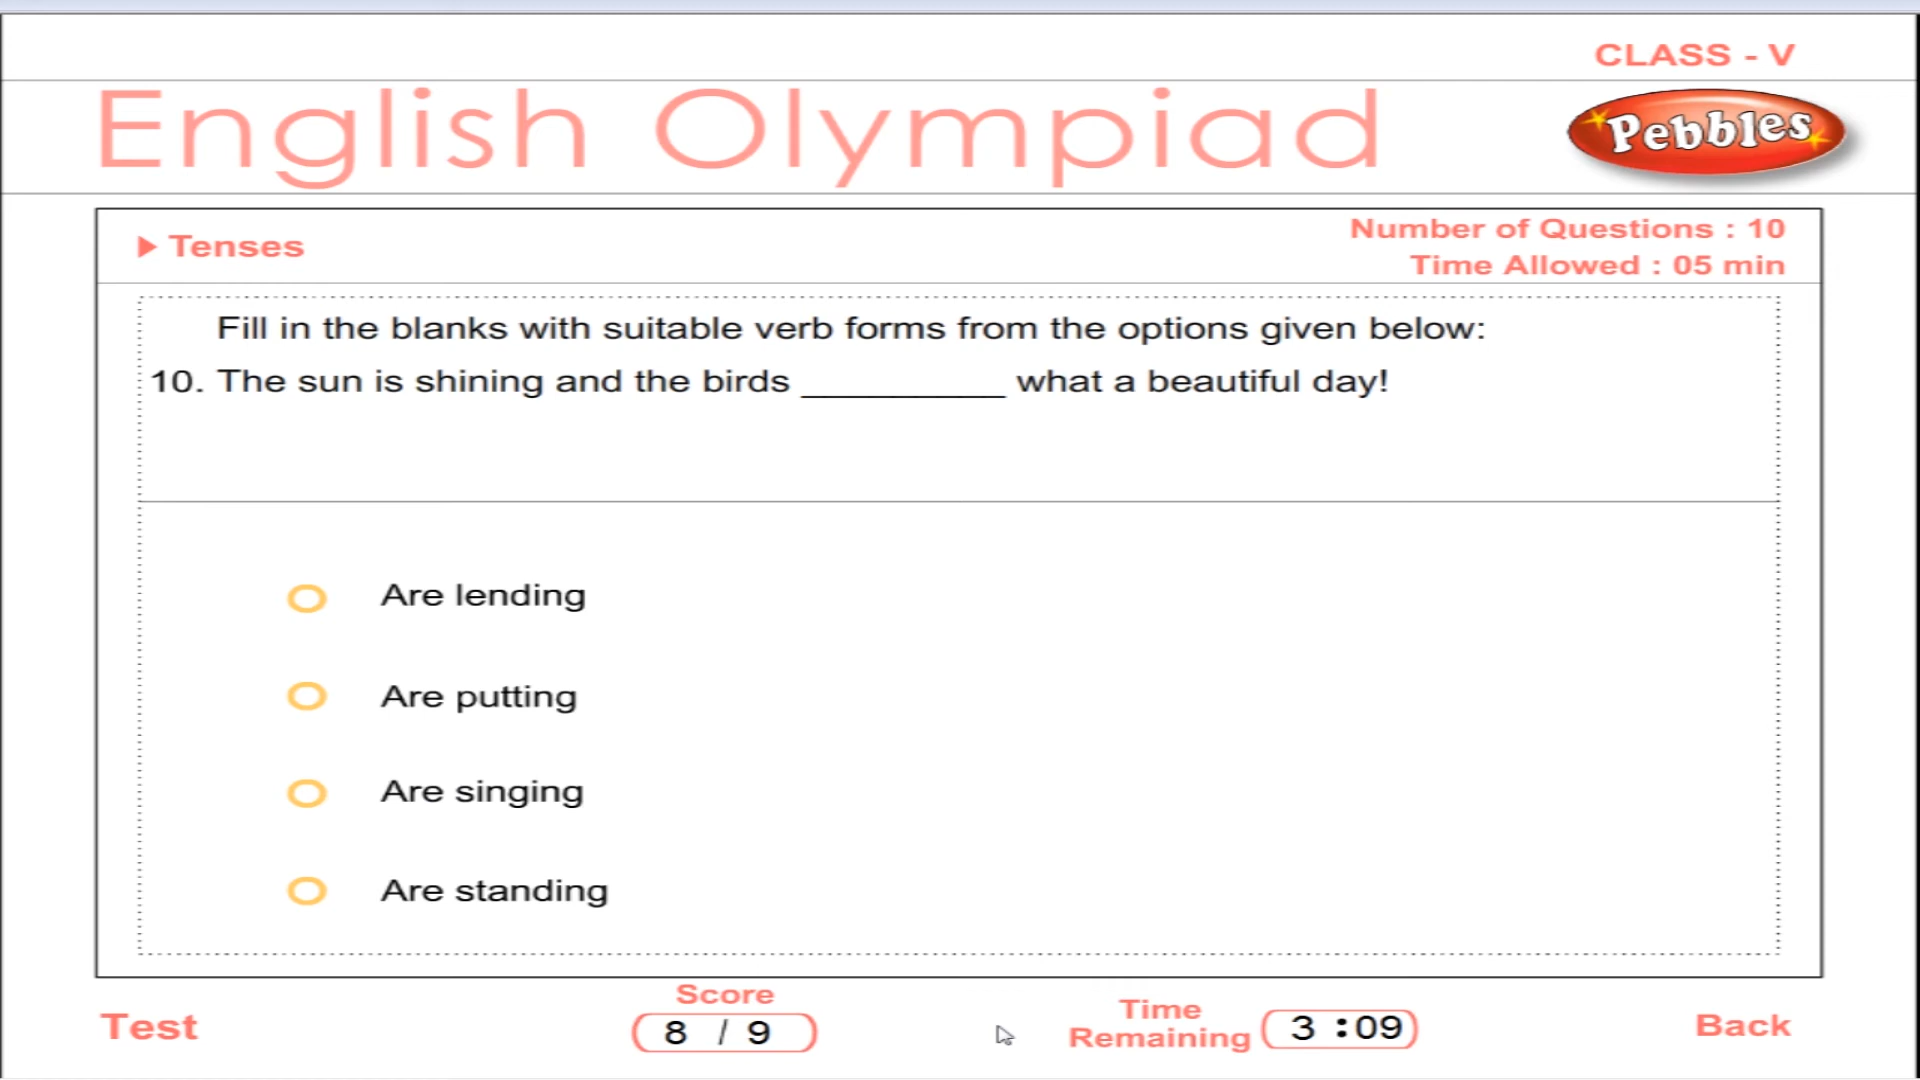 CLASS - V
English Olympiad
Pebbles
Tenses
Number of Questions : 10
Time Allowed : 05 min
Fill in the blanks with suitable verb forms from the options given below:
10. The sun is shining and the birds __________ what a beautiful day!
Are lending
Are putting
Are singing
Are standing
Test
Score
8 / 9
Time
Remaining
3 :09
Back